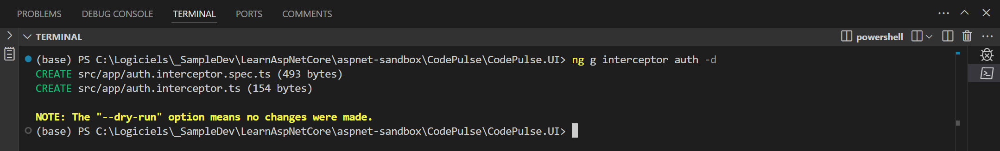 PROBLEMS DEBUG CONSOLE TERMINAL PORTS COMMENTS
TERMINAL powershell
(base) PS C:\Logiciels\_SampleDev\LearnAspNetCore\aspnet-sandbox\CodePulse\CodePulse.UI> ng g interceptor auth -d
CREATE src/app/auth.interceptor.spec.ts (493 bytes)
CREATE src/app/auth.interceptor.ts (154 bytes)
NOTE: The "--dry-run" option means no changes were made.
(base) PS C:\Logiciels\_SampleDev\LearnAspNetCore\aspnet-sandbox\CodePulse\CodePulse.UI>